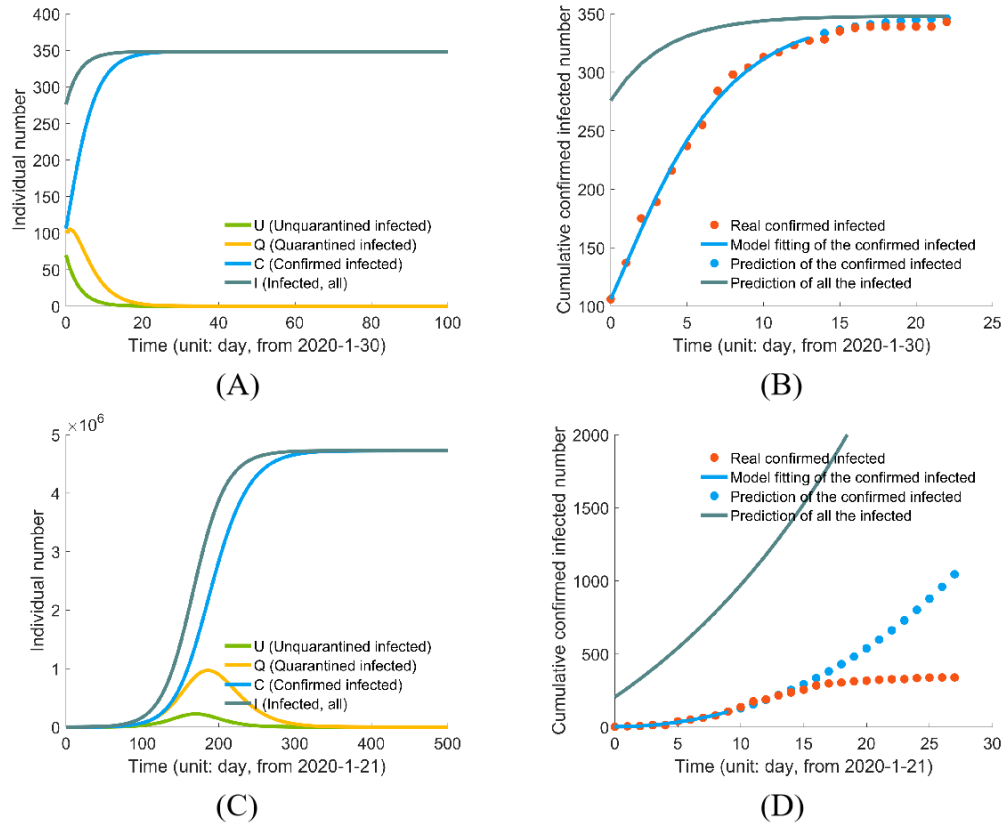 400
350
300
250
200
150
100
50
0
Individual number
U (Unquarantined infected)
Q (Quarantined infected)
C (Confirmed infected)
I (Infected, all)
0 20 40 60 80 100
Time (unit: day, from 2020-1-30)
(A)
350
300
250
200
150
100
Cumulative confirmed infected number
Real confirmed infected
Model fitting of the confirmed infected
Prediction of the confirmed infected
Prediction of all the infected
0 5 10 15 20 25
Time (unit: day, from 2020-1-30)
(B)
× 10⁶
5
4
3
2
1
0
Individual number
U (Unquarantined infected)
Q (Quarantined infected)
C (Confirmed infected)
I (Infected, all)
0 100 200 300 400 500
Time (unit: day, from 2020-1-21)
(C)
2000
1500
1000
500
0
Cumulative confirmed infected number
Real confirmed infected
Model fitting of the confirmed infected
Prediction of the confirmed infected
Prediction of all the infected
0 5 10 15 20 25 30
Time (unit: day, from 2020-1-21)
(D)